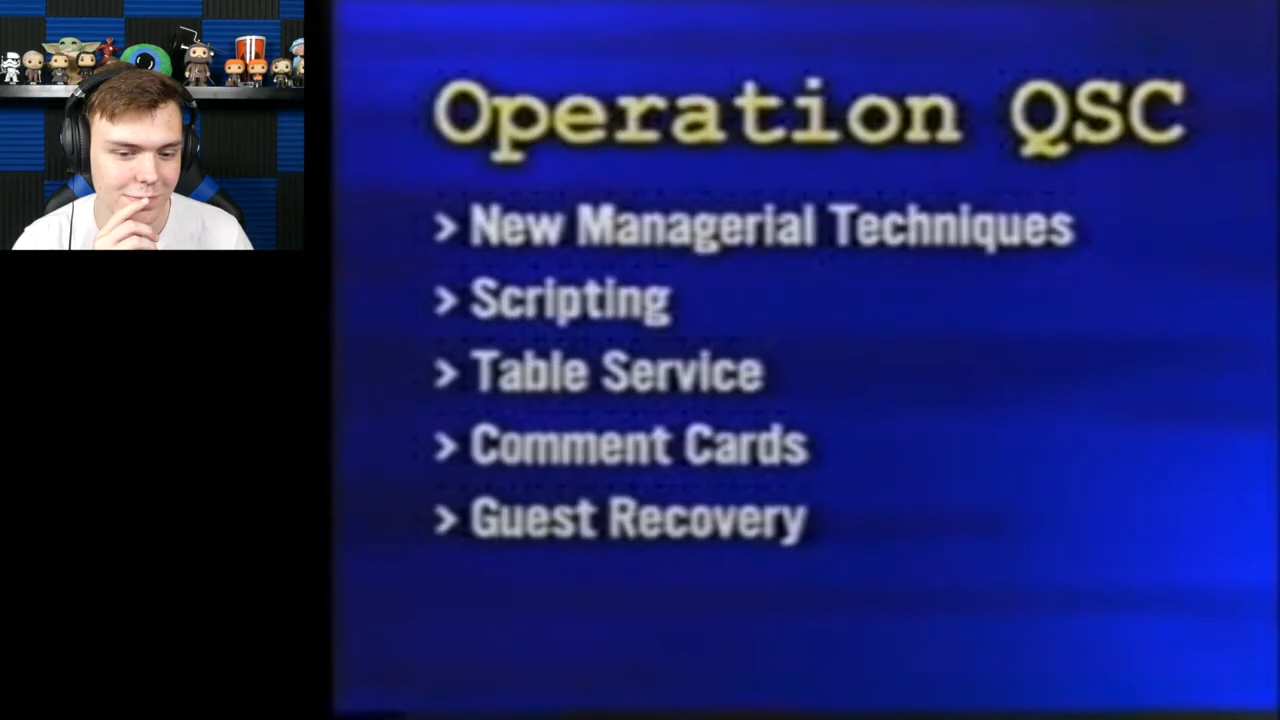 Operation QSC
> New Managerial Techniques
> Scripting
> Table Service
> Comment Cards
> Guest Recovery